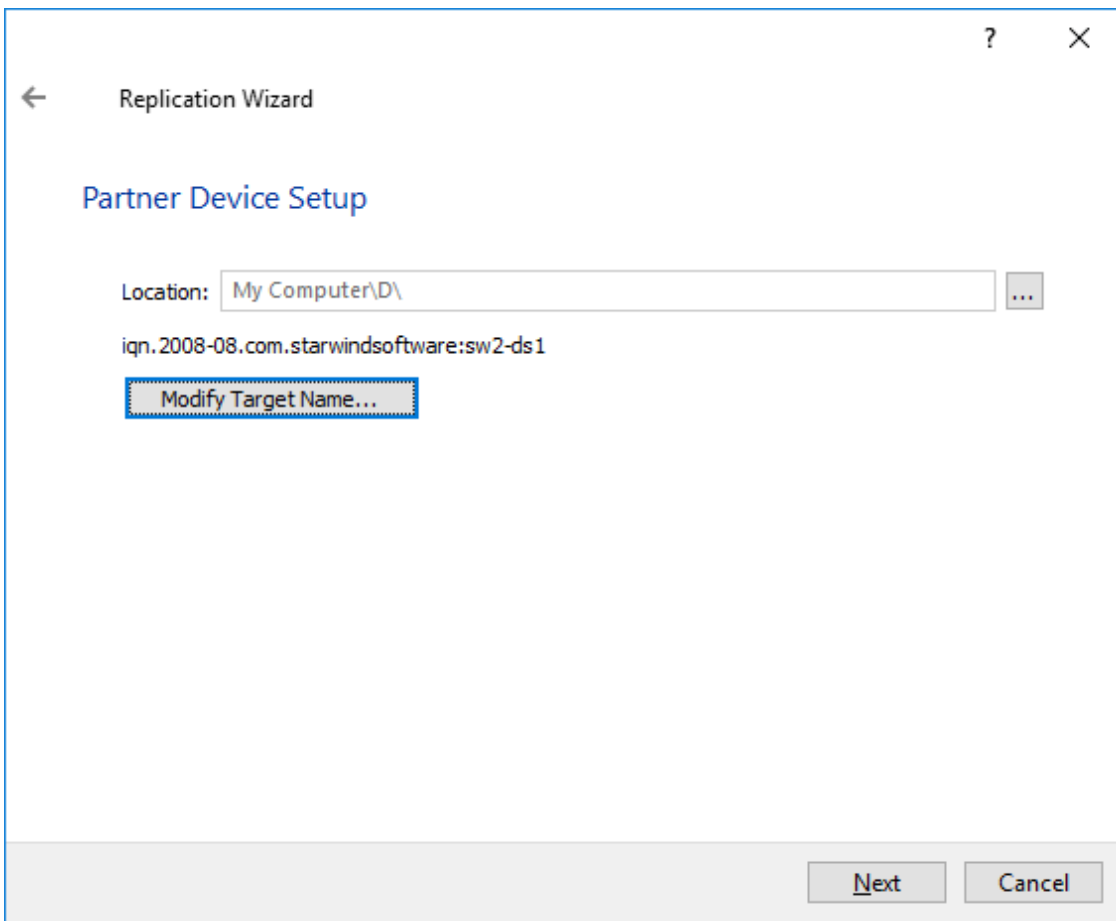 ?
Replication Wizard
Partner Device Setup
Location: My Computer\D\ ...
iqn.2008-08.com.starwindsoftware:sw2-ds1
Modify Target Name...
Next Cancel